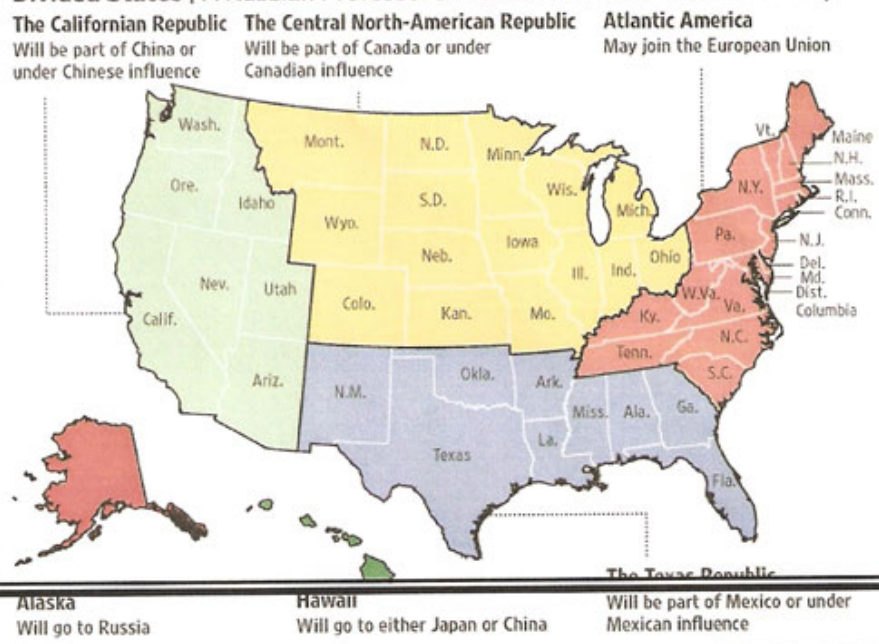 The Californian Republic
Will be part of China or
under Chinese influence
The Central North-American Republic
Will be part of Canada or under
Canadian influence
Atlantic America
May join the European Union
Wash.
Mont.
N.D.
Minn.
Vt.
Maine
N.H.
Ore.
Idaho
S.D.
Wis.
Mich.
N.Y.
Mass.
R.I.
Conn.
Wyo.
Iowa
Pa.
N.J.
Nev.
Utah
Neb.
Ill.
Ind.
Ohio
Del.
Md.
Dist.
Columbia
Calif.
Colo.
Kan.
Mo.
Ky.
W.Va.
Va.
N.C.
Tenn.
S.C.
Ariz.
N.M.
Okla.
Ark.
Miss.
Ala.
Ga.
Texas
La.
Fla.
The Texas Republic
Will be part of Mexico or under
Mexican influence
Alaska
Will go to Russia
Hawaii
Will go to either Japan or China